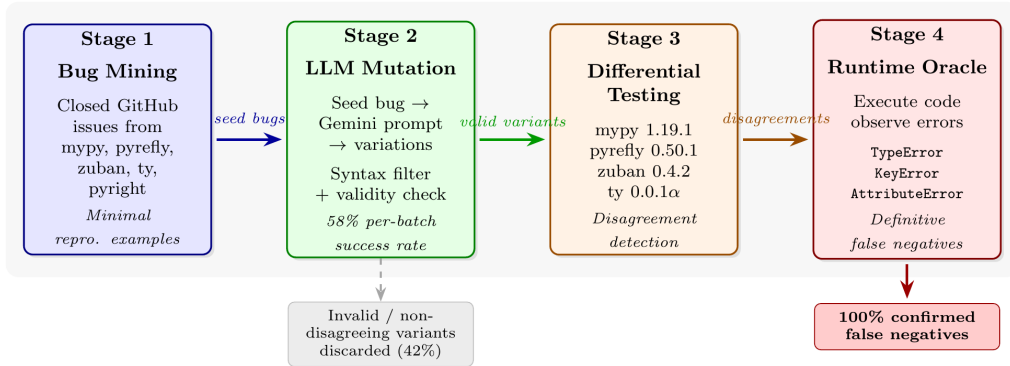 Stage 1
Bug Mining
Closed GitHub
issues from
mypy, pyrefly,
zuban, ty,
pyright
Minimal
repro. examples
seed bugs
Stage 2
LLM Mutation
Seed bug →
Gemini prompt
→ variations
Syntax filter
+ validity check
58% per-batch
success rate
valid variants
Stage 3
Differential
Testing
mypy 1.19.1
pyrefly 0.50.1
zuban 0.4.2
ty 0.0.1α
Disagreement
detection
disagreements
Stage 4
Runtime Oracle
Execute code
observe errors
TypeError
KeyError
AttributeError
Definitive
false negatives
Invalid / non-
disagreeing variants
discarded (42%)
100% confirmed
false negatives